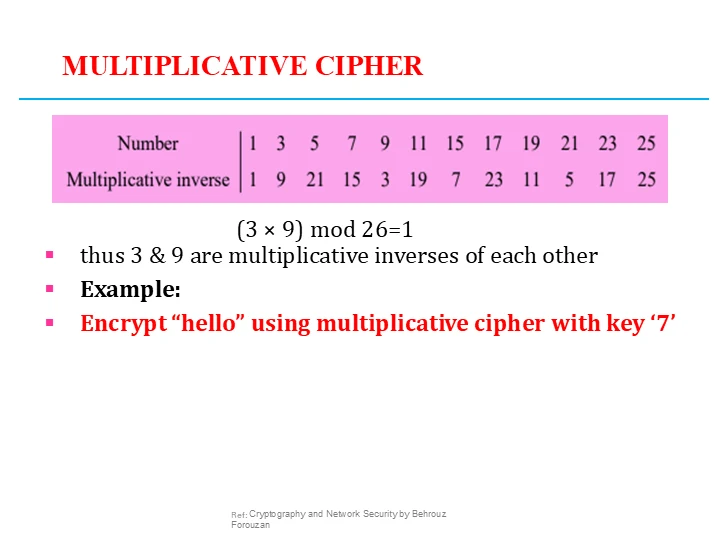 MULTIPLICATIVE CIPHER
Number 1 3 5 7 9 11 15 17 19 21 23 25
Multiplicative inverse 1 9 21 15 3 19 7 23 11 5 17 25
(3 × 9) mod 26=1
▪ thus 3 & 9 are multiplicative inverses of each other
▪ Example:
▪ Encrypt “hello” using multiplicative cipher with key ‘7’
Ref: Cryptography and Network Security by Behrouz
Forouzan